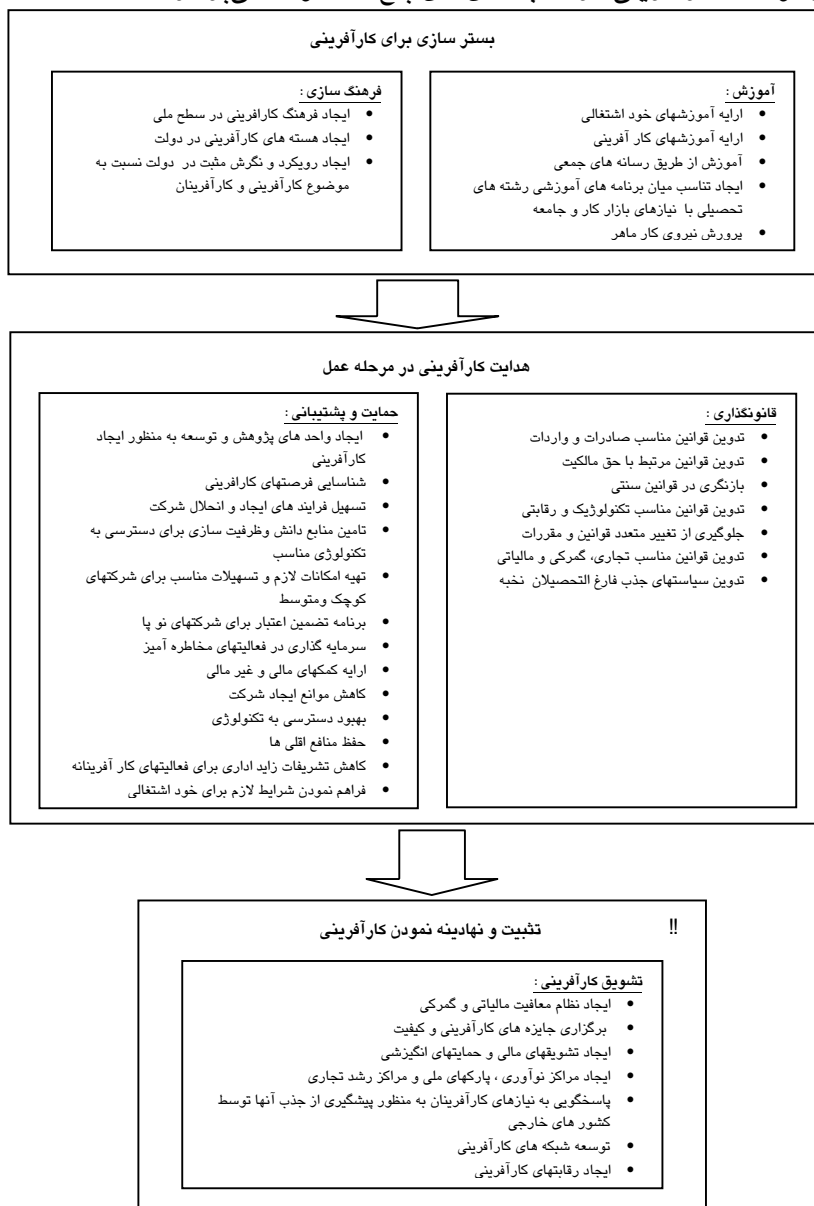 بستر سازی برای کارآفرینی
آموزش :
• ارایه آموزشهای خود اشتغالی
• ارایه آموزشهای کار آفرینی
• آموزش از طریق رسانه های جمعی
• ایجاد تناسب میان برنامه های آموزشی رشته های
تحصیلی با نیازهای بازار کار و جامعه
• پرورش نیروی کار ماهر
فرهنگ سازی :
• ایجاد فرهنگ کارافرینی در سطح ملی
• ایجاد هسته های کارآفرینی در دولت
• ایجاد رویکرد و نگرش مثبت در دولت نسبت به
موضوع کارآفرینی و کارآفرینان
هدایت کارآفرینی در مرحله عمل
قانونگذاری :
• تدوین قوانین مناسب صادرات و واردات
• تدوین قوانین مرتبط با حق مالکیت
• بازنگری در قوانین سنتی
• تدوین قوانین مناسب تکنولوژیک و رقابتی
• جلوگیری از تغییر متعدد قوانین و مقررات
• تدوین قوانین مناسب تجاری، گمرکی و مالیاتی
• تدوین سیاستهای جذب فارغ التحصیلان نخبه
حمایت و پشتیبانی :
• ایجاد واحد های پژوهش و توسعه به منظور ایجاد
کارآفرینی
• شناسایی فرصتهای کارافرینی
• تسهیل فرایند های ایجاد و انحلال شرکت
• تامین منابع دانش وظرفیت سازی برای دسترسی به
تکنولوژی مناسب
• تهیه امکانات لازم و تسهیلات مناسب برای شرکتهای
کوچک ومتوسط
• برنامه تضمین اعتبار برای شرکتهای نو پا
• سرمایه گذاری در فعالیتهای مخاطره آمیز
• ارایه کمکهای مالی و غیر مالی
• کاهش موانع ایجاد شرکت
• بهبود دسترسی به تکنولوژی
• حفظ منافع اقلی ها
• کاهش تشریفات زاید اداری برای فعالیتهای کار آفرینانه
• فراهم نمودن شرایط لازم برای خود اشتغالی
!! تثبیت و نهادینه نمودن کارآفرینی
تشویق کارآفرینی :
• ایجاد نظام معافیت مالیاتی و گمرکی
• برگزاری جایزه های کارآفرینی و کیفیت
• ایجاد تشویقهای مالی و حمایتهای انگیزشی
• ایجاد مراکز نوآوری ، پارکهای ملی و مراکز رشد تجاری
• پاسخگویی به نیازهای کارآفرینان به منظور پیشگیری از جذب آنها توسط
کشور های خارجی
• توسعه شبکه های کارآفرینی
• ایجاد رقابتهای کارآفرینی